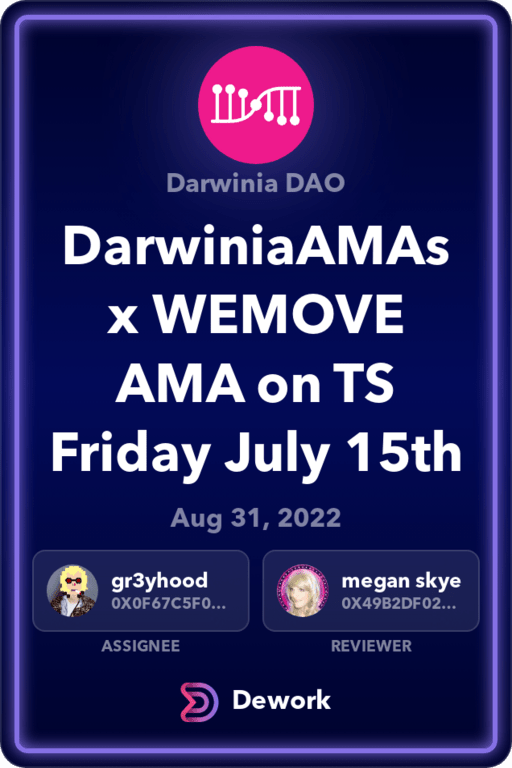 Darwinia DAO
DarwiniaAMAs
x WEMOVE
AMA on TS
Friday July 15th
Aug 31, 2022
gr3yhood
0X0F67C5F0...
megan skye
0X49B2DF02...
ASSIGNEE
REVIEWER
Dework